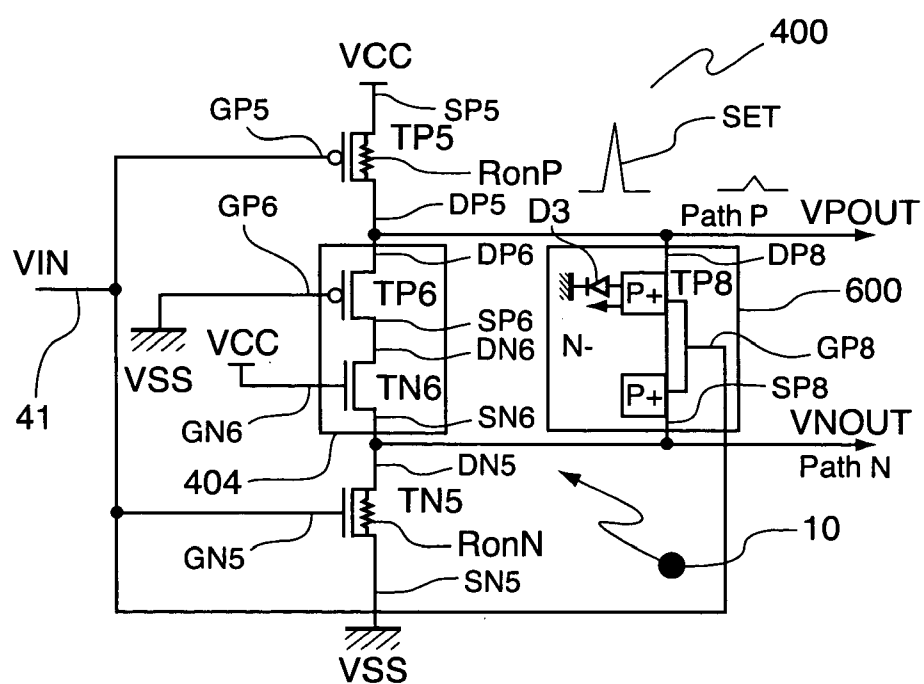 400
VCC
SP5
GP5
TP5
SET
RonP
GP6
DP5
D3
Path P
VPOUT
VIN
DP6
DP8
TP6
P+
TP8
600
SP6
VCC
N-
DN6
GP8
VSS
TN6
P+
SP8
41
GN6
SN6
VNOUT
404
DN5
Path N
TN5
10
GN5
RonN
SN5
VSS